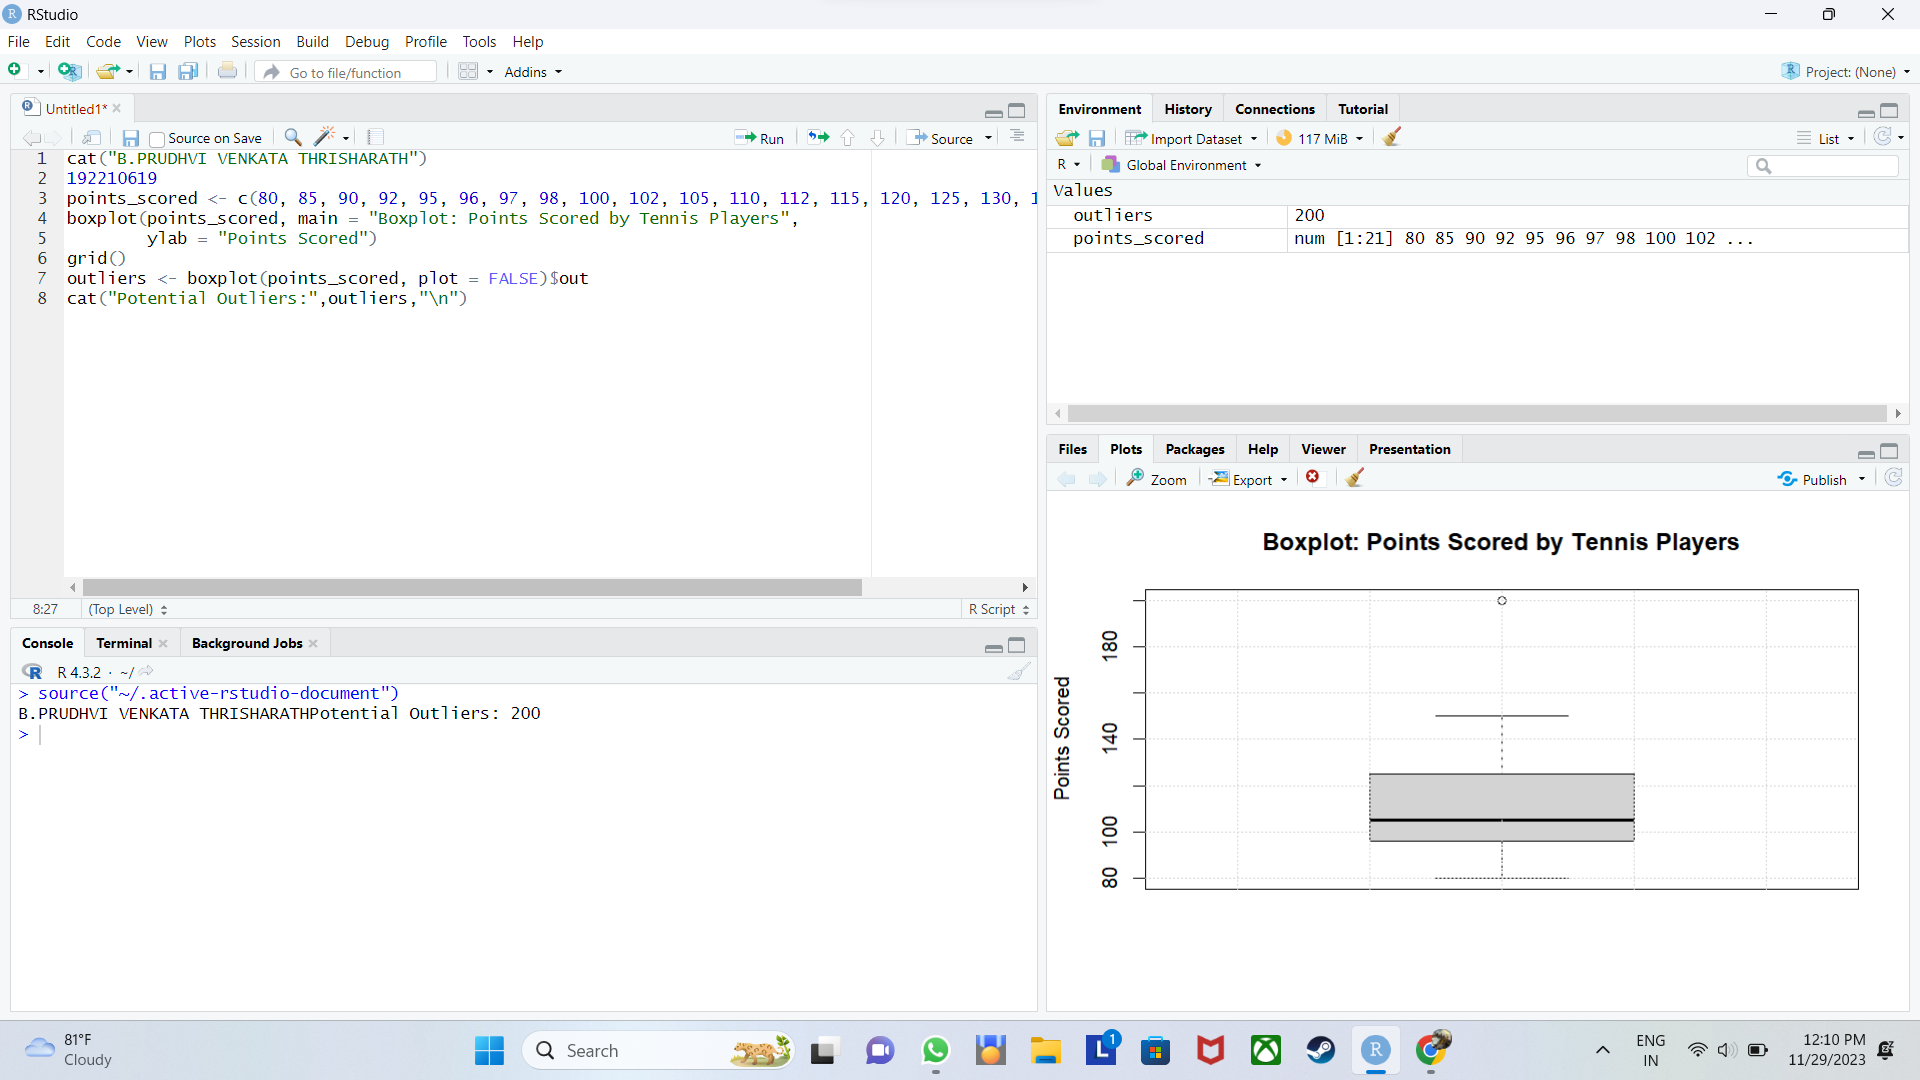 RStudio
File Edit Code View Plots Session Build Debug Profile Tools Help
Go to file/function Addins Project: (None)
Untitled1*
Source on Save Run Source
1 cat("B.PRUDHVI VENKATA THRISHARATH")
2 192210619
3 points_scored <- c(80, 85, 90, 92, 95, 96, 97, 98, 100, 102, 105, 110, 112, 115, 120, 125, 130, 1
4 boxplot(points_scored, main = "Boxplot: Points Scored by Tennis Players",
5 ylab = "Points Scored")
6 grid()
7 outliers <- boxplot(points_scored, plot = FALSE)$out
8 cat("Potential Outliers:",outliers,"\n")
8:27 (Top Level) R Script
Console Terminal Background Jobs
R 4.3.2 · ~/
> source("~/.active-rstudio-document")
B.PRUDHVI VENKATA THRISHARATHPotential Outliers: 200
>
Environment History Connections Tutorial
Import Dataset 117 MiB List
R Global Environment
Values
outliers 200
points_scored num [1:21] 80 85 90 92 95 96 97 98 100 102 ...
Files Plots Packages Help Viewer Presentation
Zoom Export Publish
Boxplot: Points Scored by Tennis Players
Points Scored
180
140
100
80
81°F
Cloudy
Search
L 1
R
ENG
IN
12:10 PM
11/29/2023